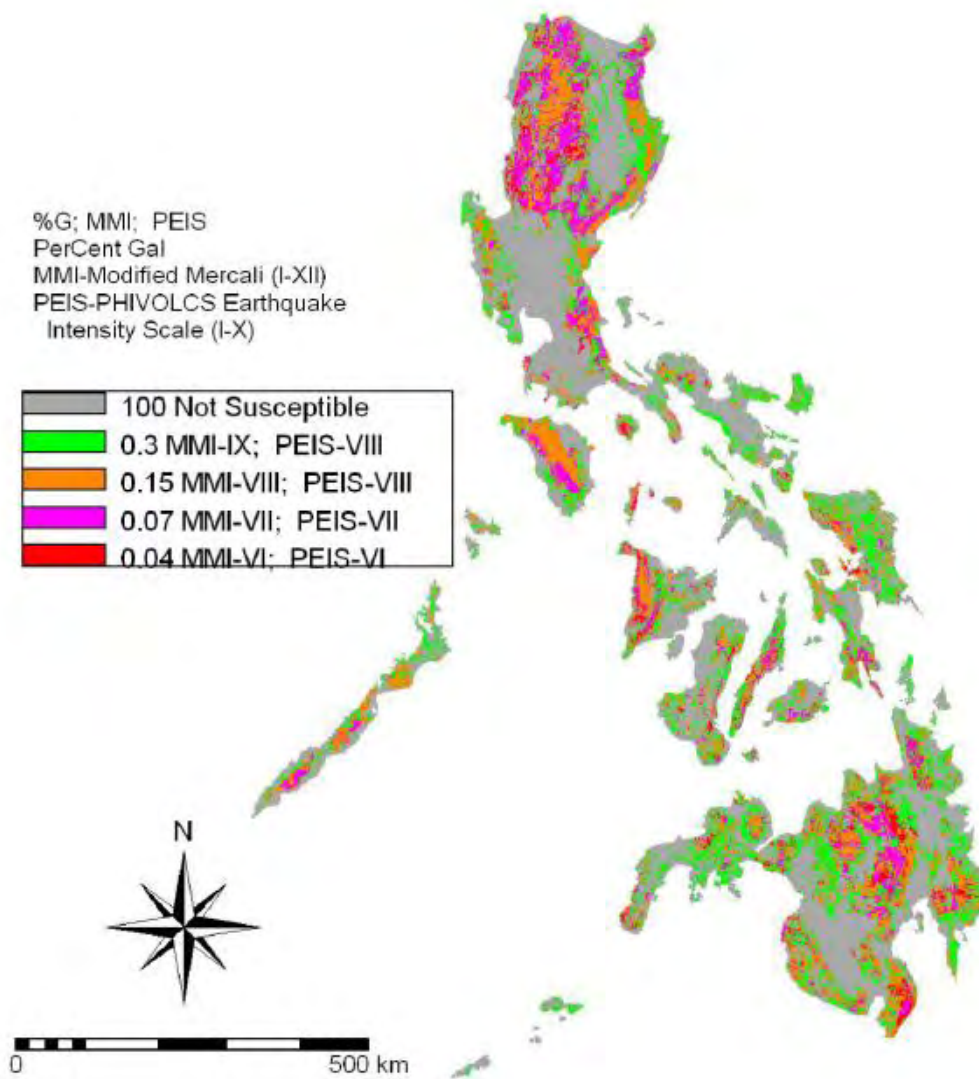 %G; MMI; PEIS
PerCent Gal
MMI-Modified Mercali (I-XII)
PEIS-PHIVOLCS Earthquake
Intensity Scale (I-X)
100 Not Susceptible
0.3 MMI-IX; PEIS-VIII
0.15 MMI-VIII; PEIS-VIII
0.07 MMI-VII; PEIS-VII
0.04 MMI-VI; PEIS-VI
N
0 500 km